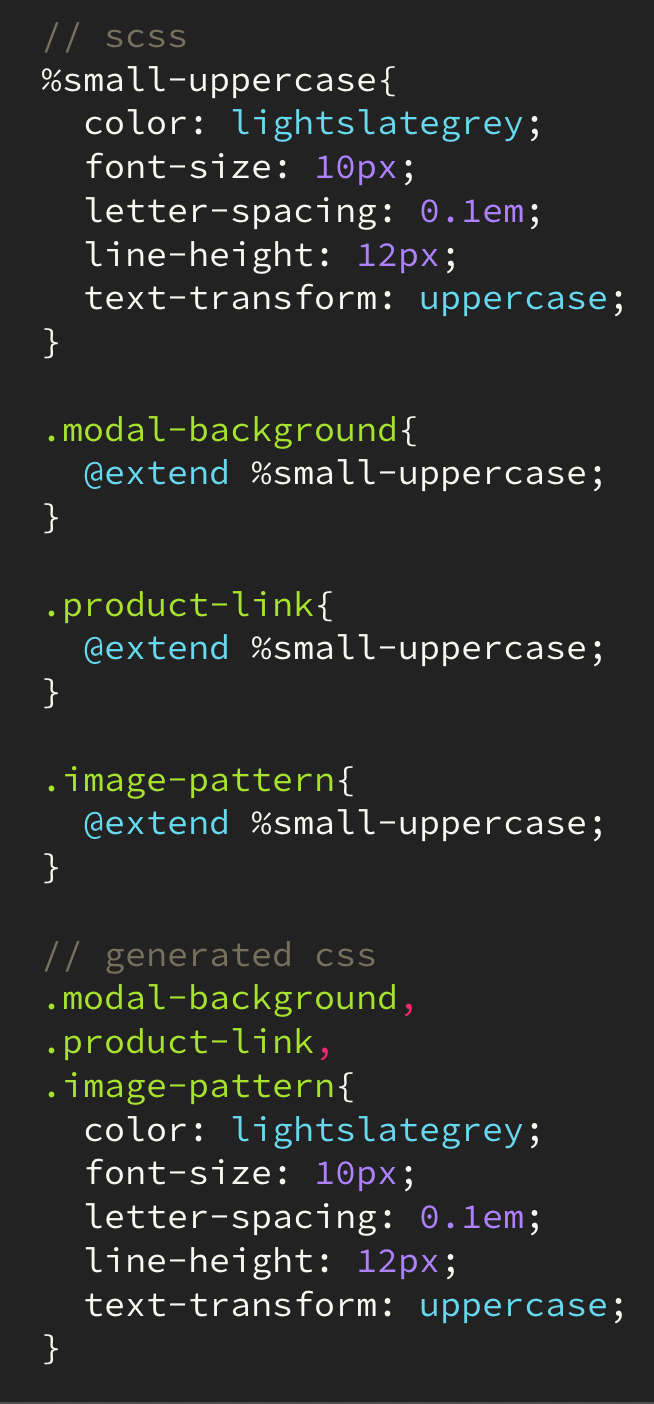 // scss
%small-uppercase{
  color: lightslategrey;
  font-size: 10px;
  letter-spacing: 0.1em;
  line-height: 12px;
  text-transform: uppercase;
}

.modal-background{
  @extend %small-uppercase;
}

.product-link{
  @extend %small-uppercase;
}

.image-pattern{
  @extend %small-uppercase;
}

// generated css
.modal-background,
.product-link,
.image-pattern{
  color: lightslategrey;
  font-size: 10px;
  letter-spacing: 0.1em;
  line-height: 12px;
  text-transform: uppercase;
}